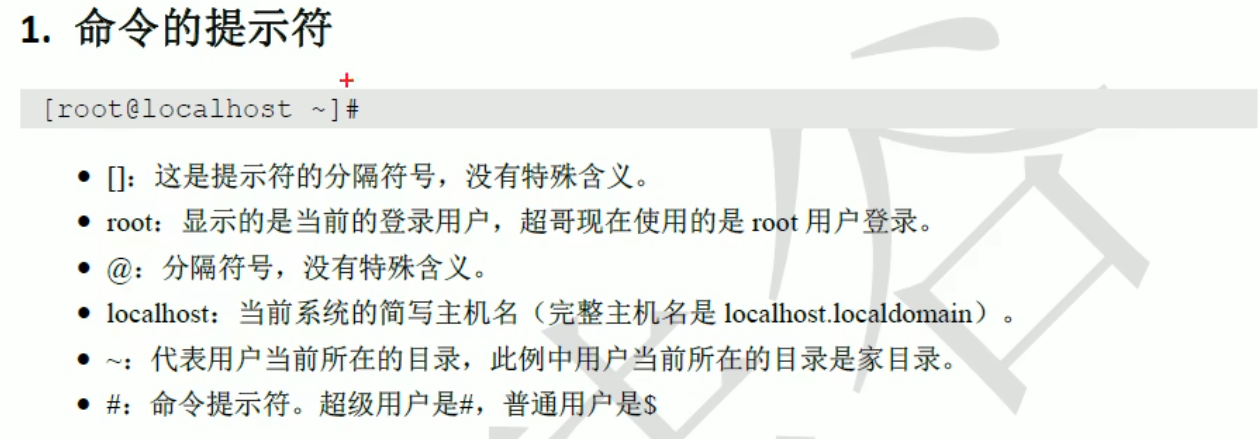 1. 命令的提示符
[root@localhost ~]#
● []：这是提示符的分隔符号，没有特殊含义。
● root：显示的是当前的登录用户，超哥现在使用的是 root 用户登录。
● @：分隔符号，没有特殊含义。
● localhost：当前系统的简写主机名（完整主机名是 localhost.localdomain）。
● ~：代表用户当前所在的目录，此例中用户当前所在的目录是家目录。
● #：命令提示符。超级用户是#，普通用户是$